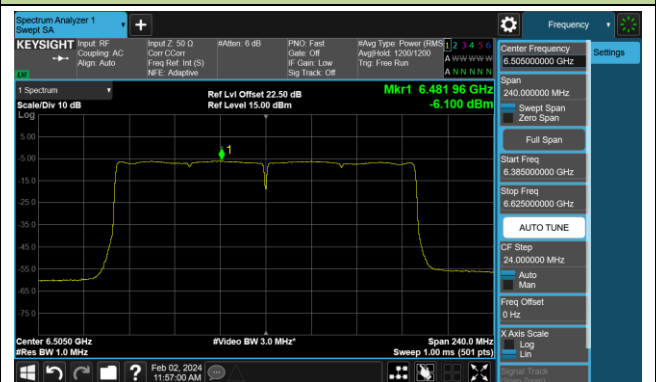 Spectrum Analyzer 1
Swept SA
Frequency
KEYSIGHT
Input: RF
Coupling: AC
Align: Auto
Input Z: 50 Ω
Corr CCorr
Freq Ref: Int (S)
NFE: Adaptive
#Atten: 6 dB
PNO: Fast
Gate: Off
IF Gain: Low
Sig Track: Off
#Avg Type: Power (RMS
Avg|Hold: 1200/1200
Trig: Free Run
1 2 3 4 5 6
A W W W W W
A N N N N N
1 Spectrum
Scale/Div 10 dB
Log
Ref Lvl Offset 22.50 dB
Ref Level 15.00 dBm
Mkr1 6.481 96 GHz
-6.100 dBm
1
5.00
-5.00
-15.0
-25.0
-35.0
-45.0
-55.0
-65.0
-75.0
Center 6.5050 GHz
#Res BW 1.0 MHz
#Video BW 3.0 MHz*
Span 240.0 MHz
Sweep 1.00 ms (501 pts)
Feb 02, 2024
11:57:00 AM
Center Frequency
6.505000000 GHz
Settings
Span
240.000000 MHz
Swept Span
Zero Span
Full Span
Start Freq
6.385000000 GHz
Stop Freq
6.625000000 GHz
AUTO TUNE
CF Step
24.000000 MHz
Auto
Man
Freq Offset
0 Hz
X Axis Scale
Log
Lin
Signal Track